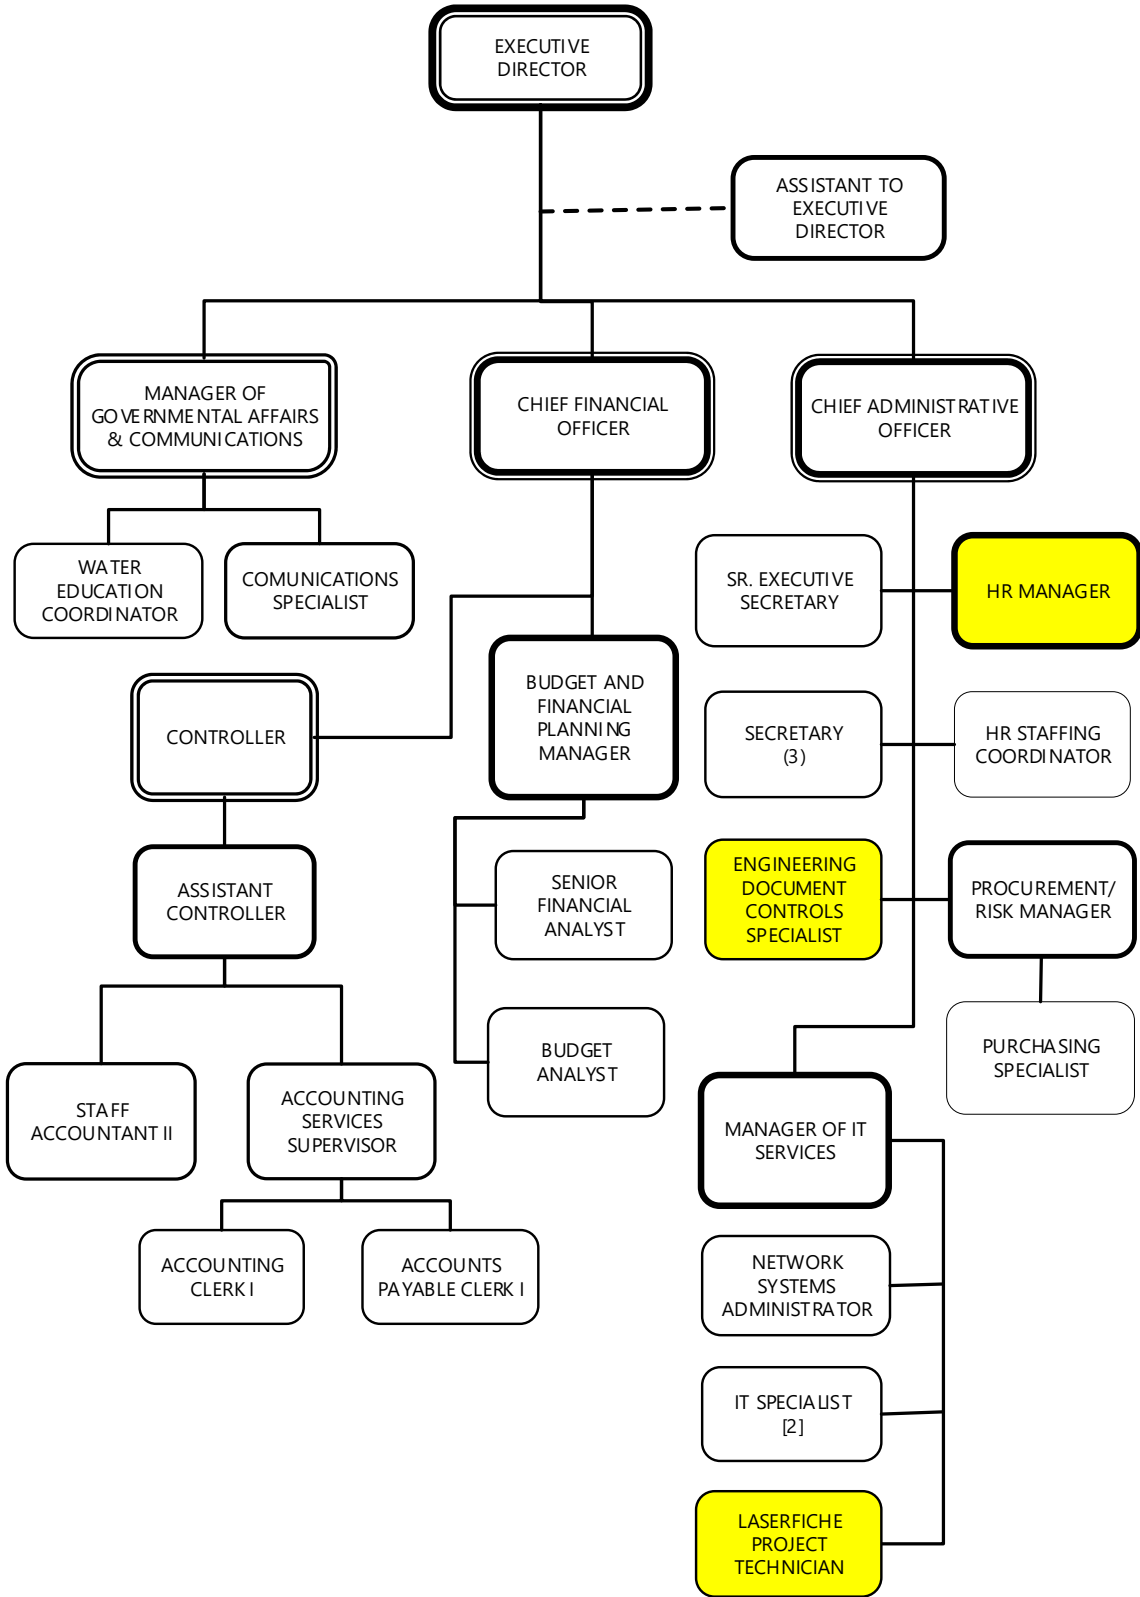 EXECUTIVE
DIRECTOR
ASSISTANT TO
EXECUTIVE
DIRECTOR
MANAGER OF
GOVERNMENTAL AFFAIRS
& COMMUNICATIONS
CHIEF FINANCIAL
OFFICER
CHIEF ADMINISTRATIVE
OFFICER
WATER
EDUCATION
COORDINATOR
COMUNICATIONS
SPECIALIST
SR. EXECUTIVE
SECRETARY
HR MANAGER
CONTROLLER
BUDGET AND
FINANCIAL
PLANNING
MANAGER
SECRETARY
(3)
HR STAFFING
COORDINATOR
ASSISTANT
CONTROLLER
SENIOR
FINANCIAL
ANALYST
ENGINEERING
DOCUMENT
CONTROLS
SPECIALIST
PROCUREMENT/
RISK MANAGER
BUDGET
ANALYST
PURCHASING
SPECIALIST
STAFF
ACCOUNTANT II
ACCOUNTING
SERVICES
SUPERVISOR
MANAGER OF IT
SERVICES
ACCOUNTING
CLERK I
ACCOUNTS
PAYABLE CLERK I
NETWORK
SYSTEMS
ADMINISTRATOR
IT SPECIALIST
[2]
LASERFICHE
PROJECT
TECHNICIAN